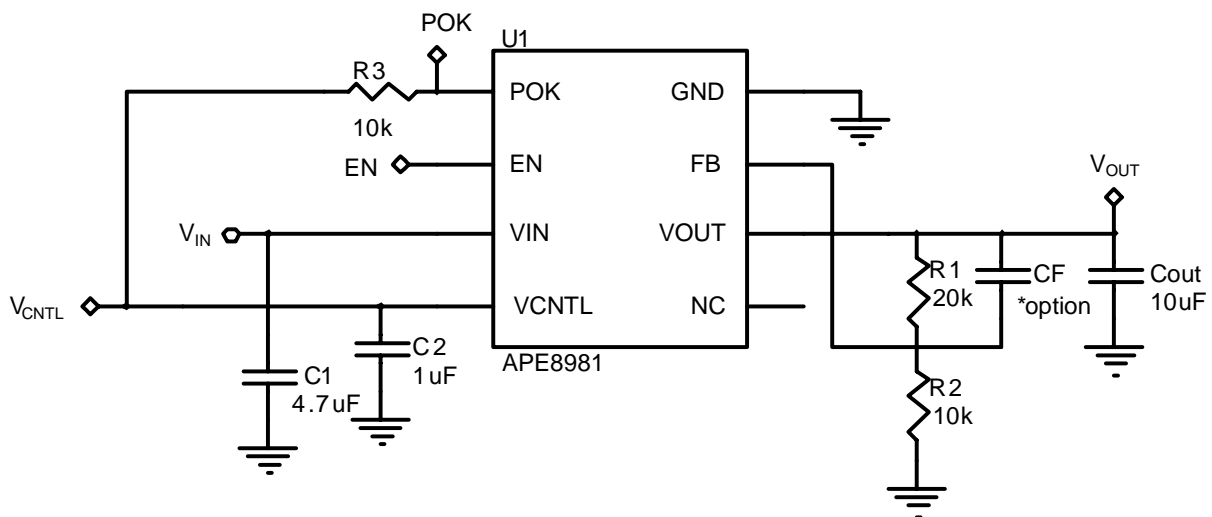 POK
U1
R3
10k
POK
GND
EN
EN
FB
VOUT
VIN
VIN
VOUT
R1
20k
CF
*option
Cout
10uF
VCNTL
VCNTL
NC
C2
1uF
APE8981
C1
4.7uF
R2
10k